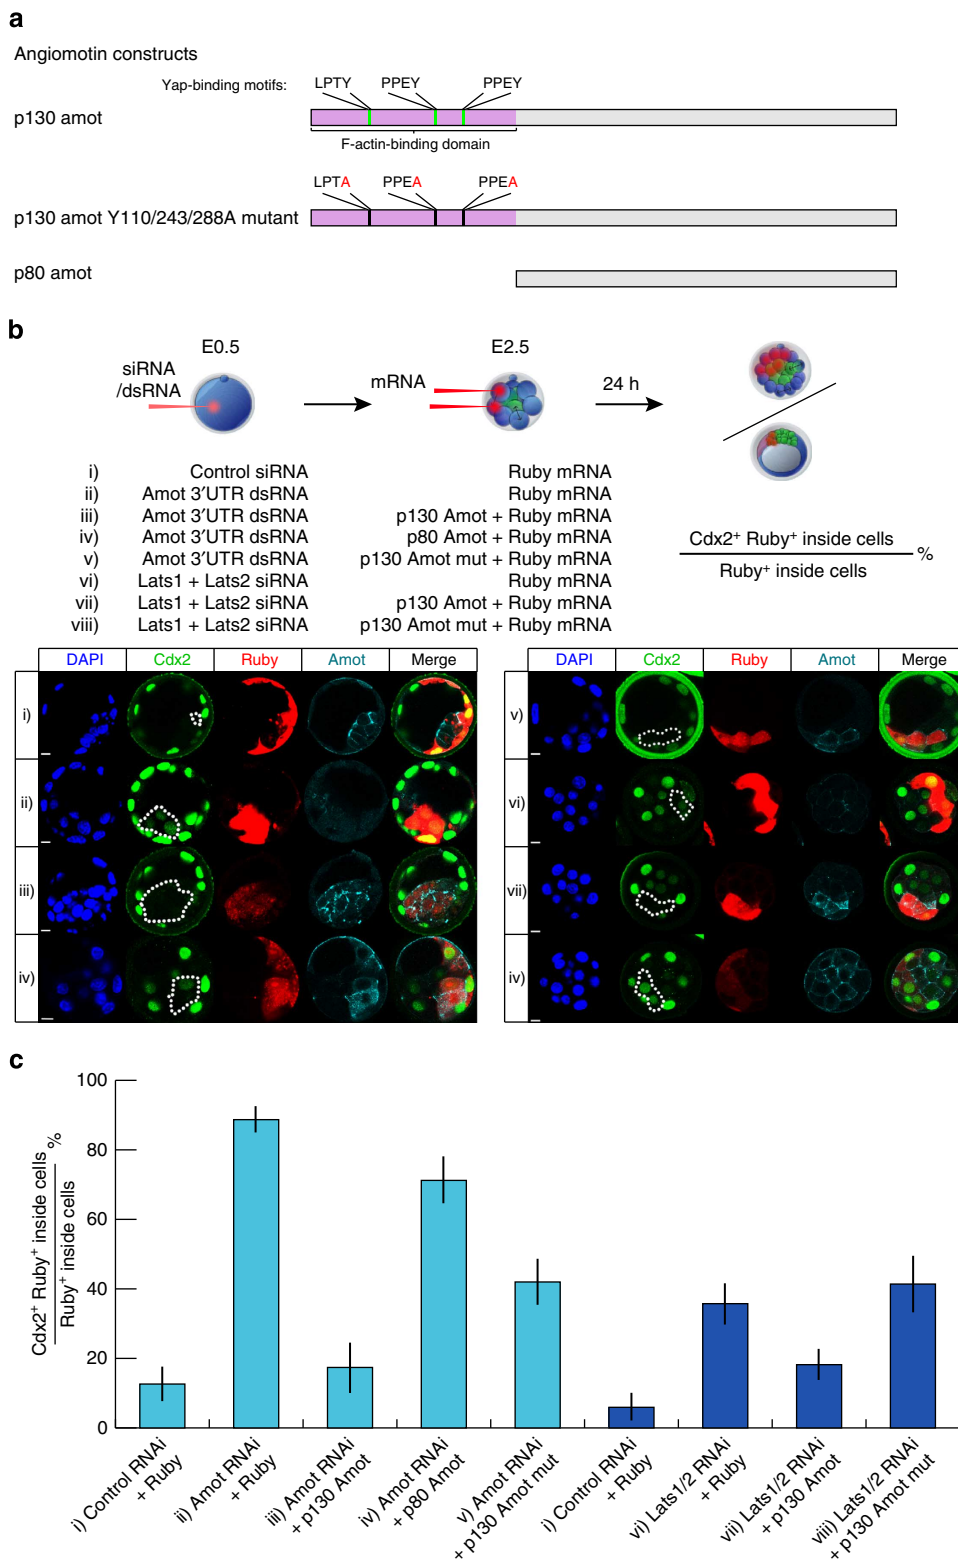 a
Angiomotin constructs
Yap-binding motifs: LPTY PPEY PPEY
p130 amot
F-actin-binding domain
LPTA PPEA PPEA
p130 amot Y110/243/288A mutant
p80 amot
b
E0.5 E2.5
siRNA
/dsRNA
mRNA
24 h
i) Control siRNA Ruby mRNA
ii) Amot 3′UTR dsRNA Ruby mRNA
iii) Amot 3′UTR dsRNA p130 Amot + Ruby mRNA
iv) Amot 3′UTR dsRNA p80 Amot + Ruby mRNA
v) Amot 3′UTR dsRNA p130 Amot mut + Ruby mRNA
vi) Lats1 + Lats2 siRNA Ruby mRNA
vii) Lats1 + Lats2 siRNA p130 Amot + Ruby mRNA
viii) Lats1 + Lats2 siRNA p130 Amot mut + Ruby mRNA
Cdx2⁺ Ruby⁺ inside cells
Ruby⁺ inside cells
%
DAPI Cdx2 Ruby Amot Merge
i)
ii)
iii)
iv)
DAPI Cdx2 Ruby Amot Merge
v)
vi)
vii)
iv)
c
Cdx2⁺ Ruby⁺ inside cells
Ruby⁺ inside cells
%
100
80
60
40
20
0
i) Control RNAi
+ Ruby
ii) Amot RNAi
+ Ruby
iii) Amot RNAi
+ p130 Amot
iv) Amot RNAi
+ p80 Amot
v) Amot RNAi
+ p130 Amot mut
i) Control RNAi
+ Ruby
vi) Lats1/2 RNAi
+ Ruby
vii) Lats1/2 RNAi
+ p130 Amot
viii) Lats1/2 RNAi
+ p130 Amot mut